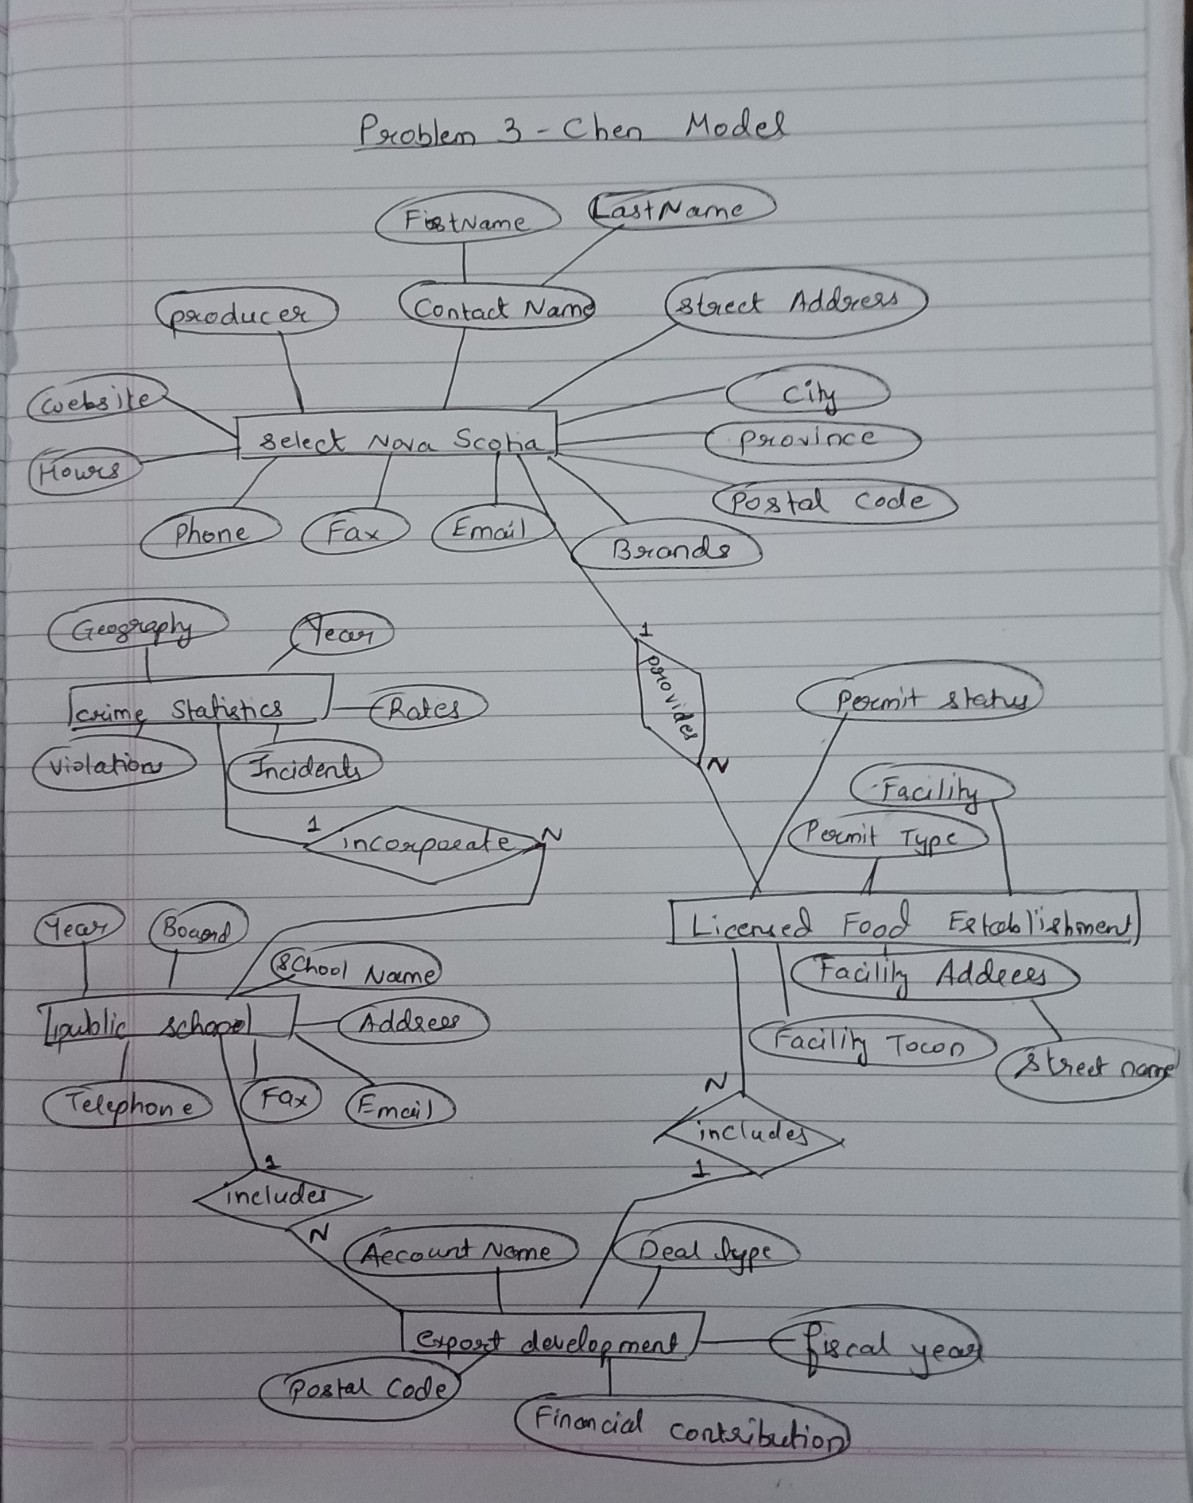 Problem 3 - Chen Model
FirstName
LastName
producer
Contact Name
Street Address
website
City
Select Nova Scotia
province
Hours
Postal Code
Phone
Fax
Email
Brands
Geography
Year
1
provides
Permit status
crime Statistics
Rates
Violation
Incidents
N
Facility
Permit Type
1
incorporate
N
Year
Board
Licensed Food Establishment
School Name
Facility Address
public school
Address
Facility Town
Street name
Telephone
Fax
Email
N
includes
1
1
includes
N
Account Name
Deal type
export development
fiscal year
Postal Code
Financial contribution